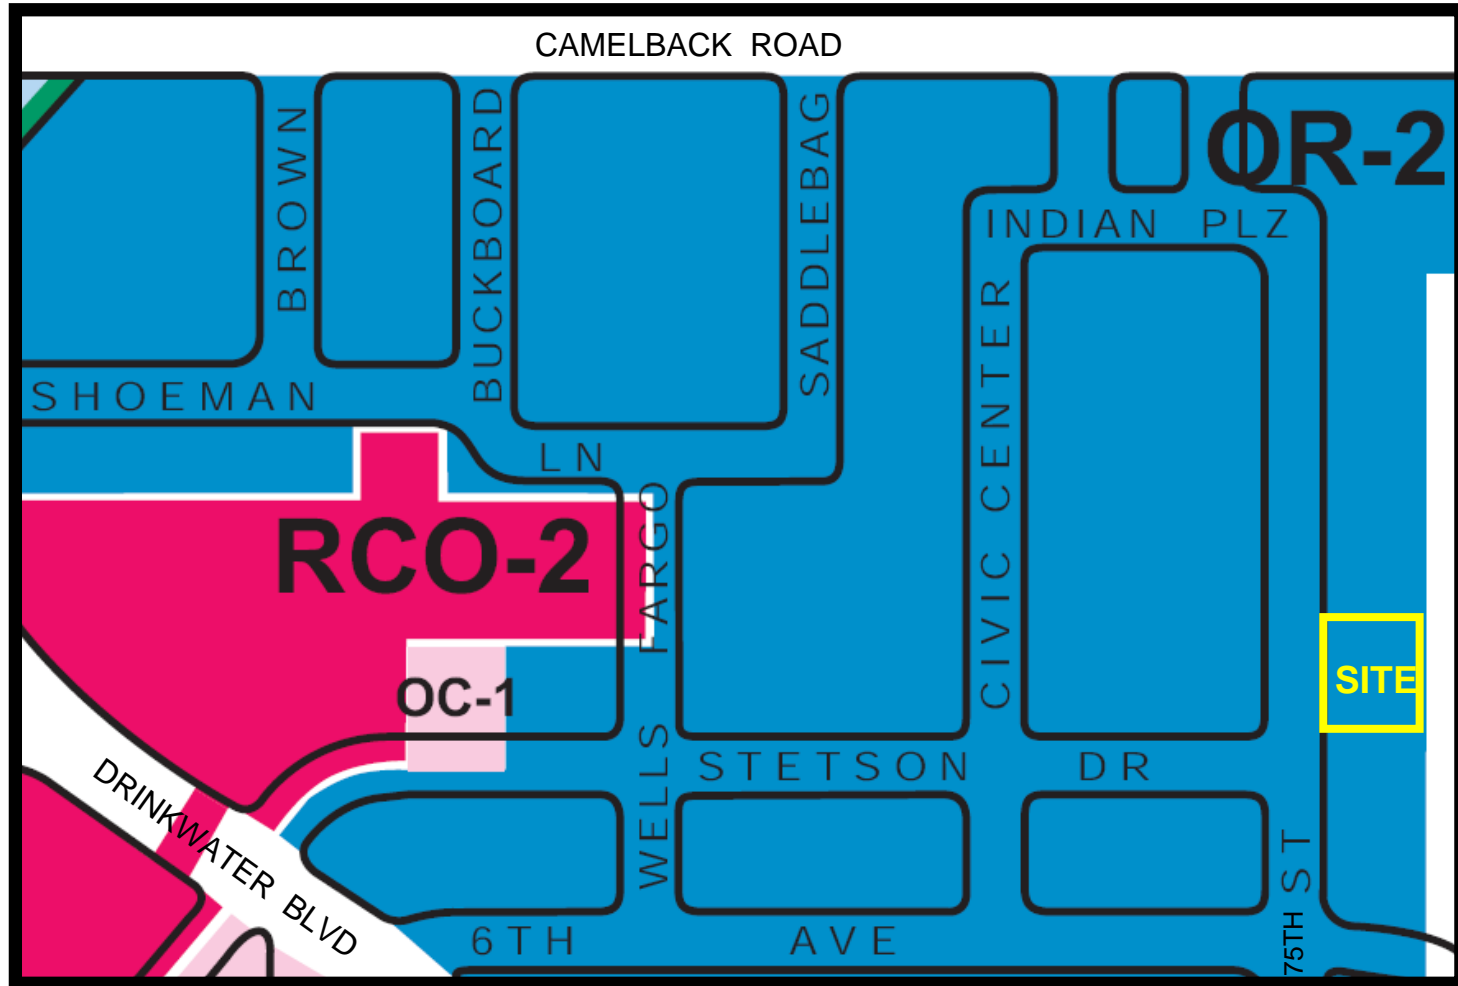 CAMELBACK ROAD
OR-2
BROWN
BUCKBOARD
SADDLEBAG
INDIAN PLZ
SHOEMAN
LN
CIVIC CENTER
RCO-2
WELLS FARGO
OC-1
SITE
STETSON DR
DRINKWATER BLVD
75TH ST
6TH AVE